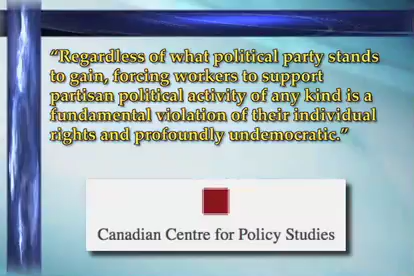 “Regardless of what political party stands
to gain, forcing workers to support
partisan political activity of any kind is a
fundamental violation of their individual
rights and profoundly undemocratic.”
Canadian Centre for Policy Studies